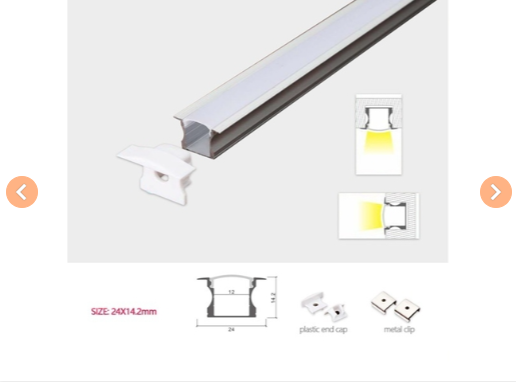 SIZE: 24X14.2mm
12
14.2
24
plastic end cap
metal clip